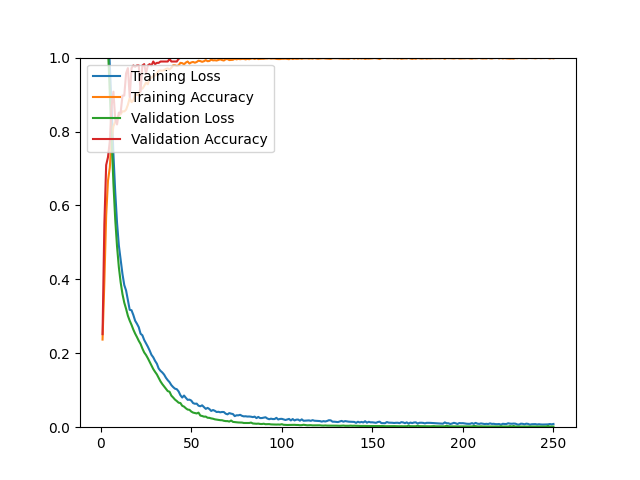 1.0
0.8
0.6
0.4
0.2
0.0
Training Loss
Training Accuracy
Validation Loss
Validation Accuracy
0 50 100 150 200 250